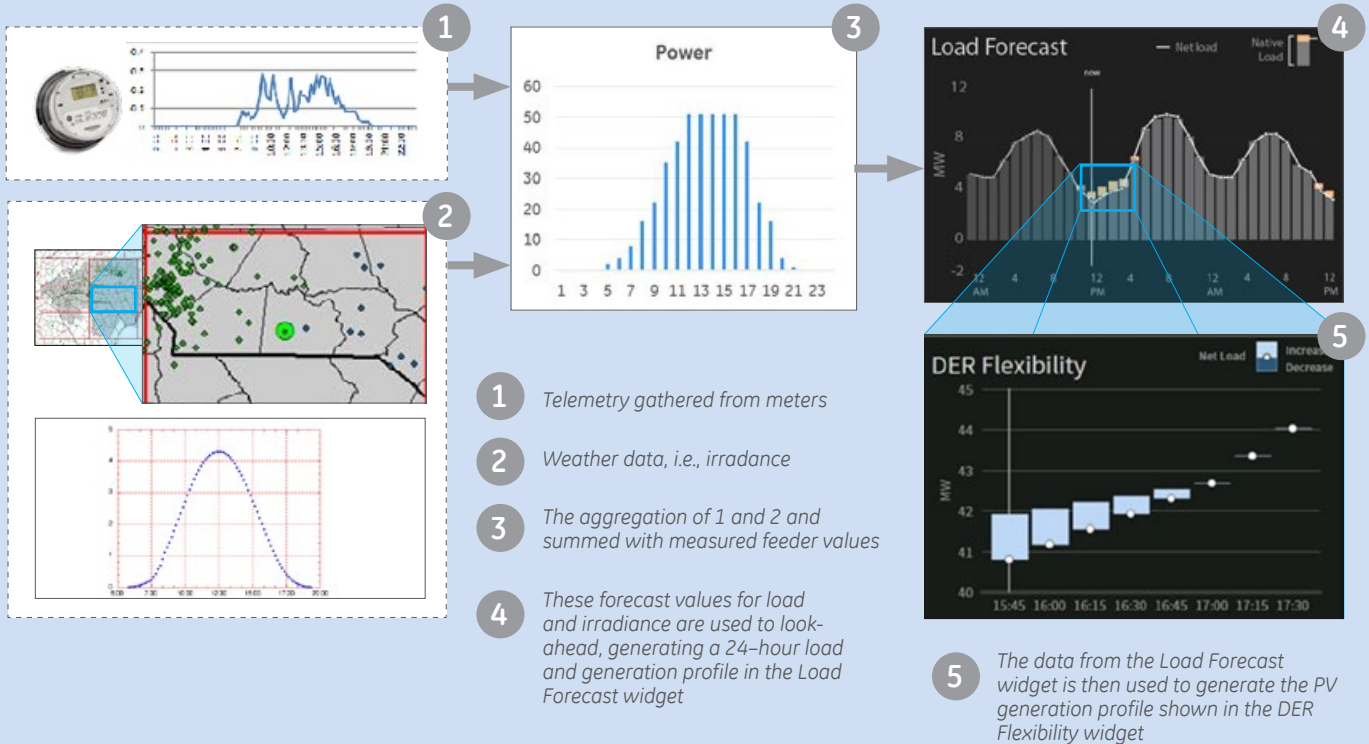 1
2
3
Power
60
50
40
30
20
10
0
1 3 5 7 9 11 13 15 17 19 21 23
4
Load Forecast
Net load
Native
Load
now
12
8
4
0
-2
MW
12
AM
4
8
12
PM
4
8
12
AM
4
8
12
PM
5
DER Flexibility
Net Load
Decrease
45
44
43
42
41
40
MW
15:45 16:00 16:15 16:30 16:45 17:00 17:15 17:30
1
Telemetry gathered from meters
2
Weather data, i.e., irradance
3
The aggregation of 1 and 2 and
summed with measured feeder values
4
These forecast values for load
and irradiance are used to look-
ahead, generating a 24–hour load
and generation profile in the Load
Forecast widget
5
The data from the Load Forecast
widget is then used to generate the PV
generation profile shown in the DER
Flexibility widget